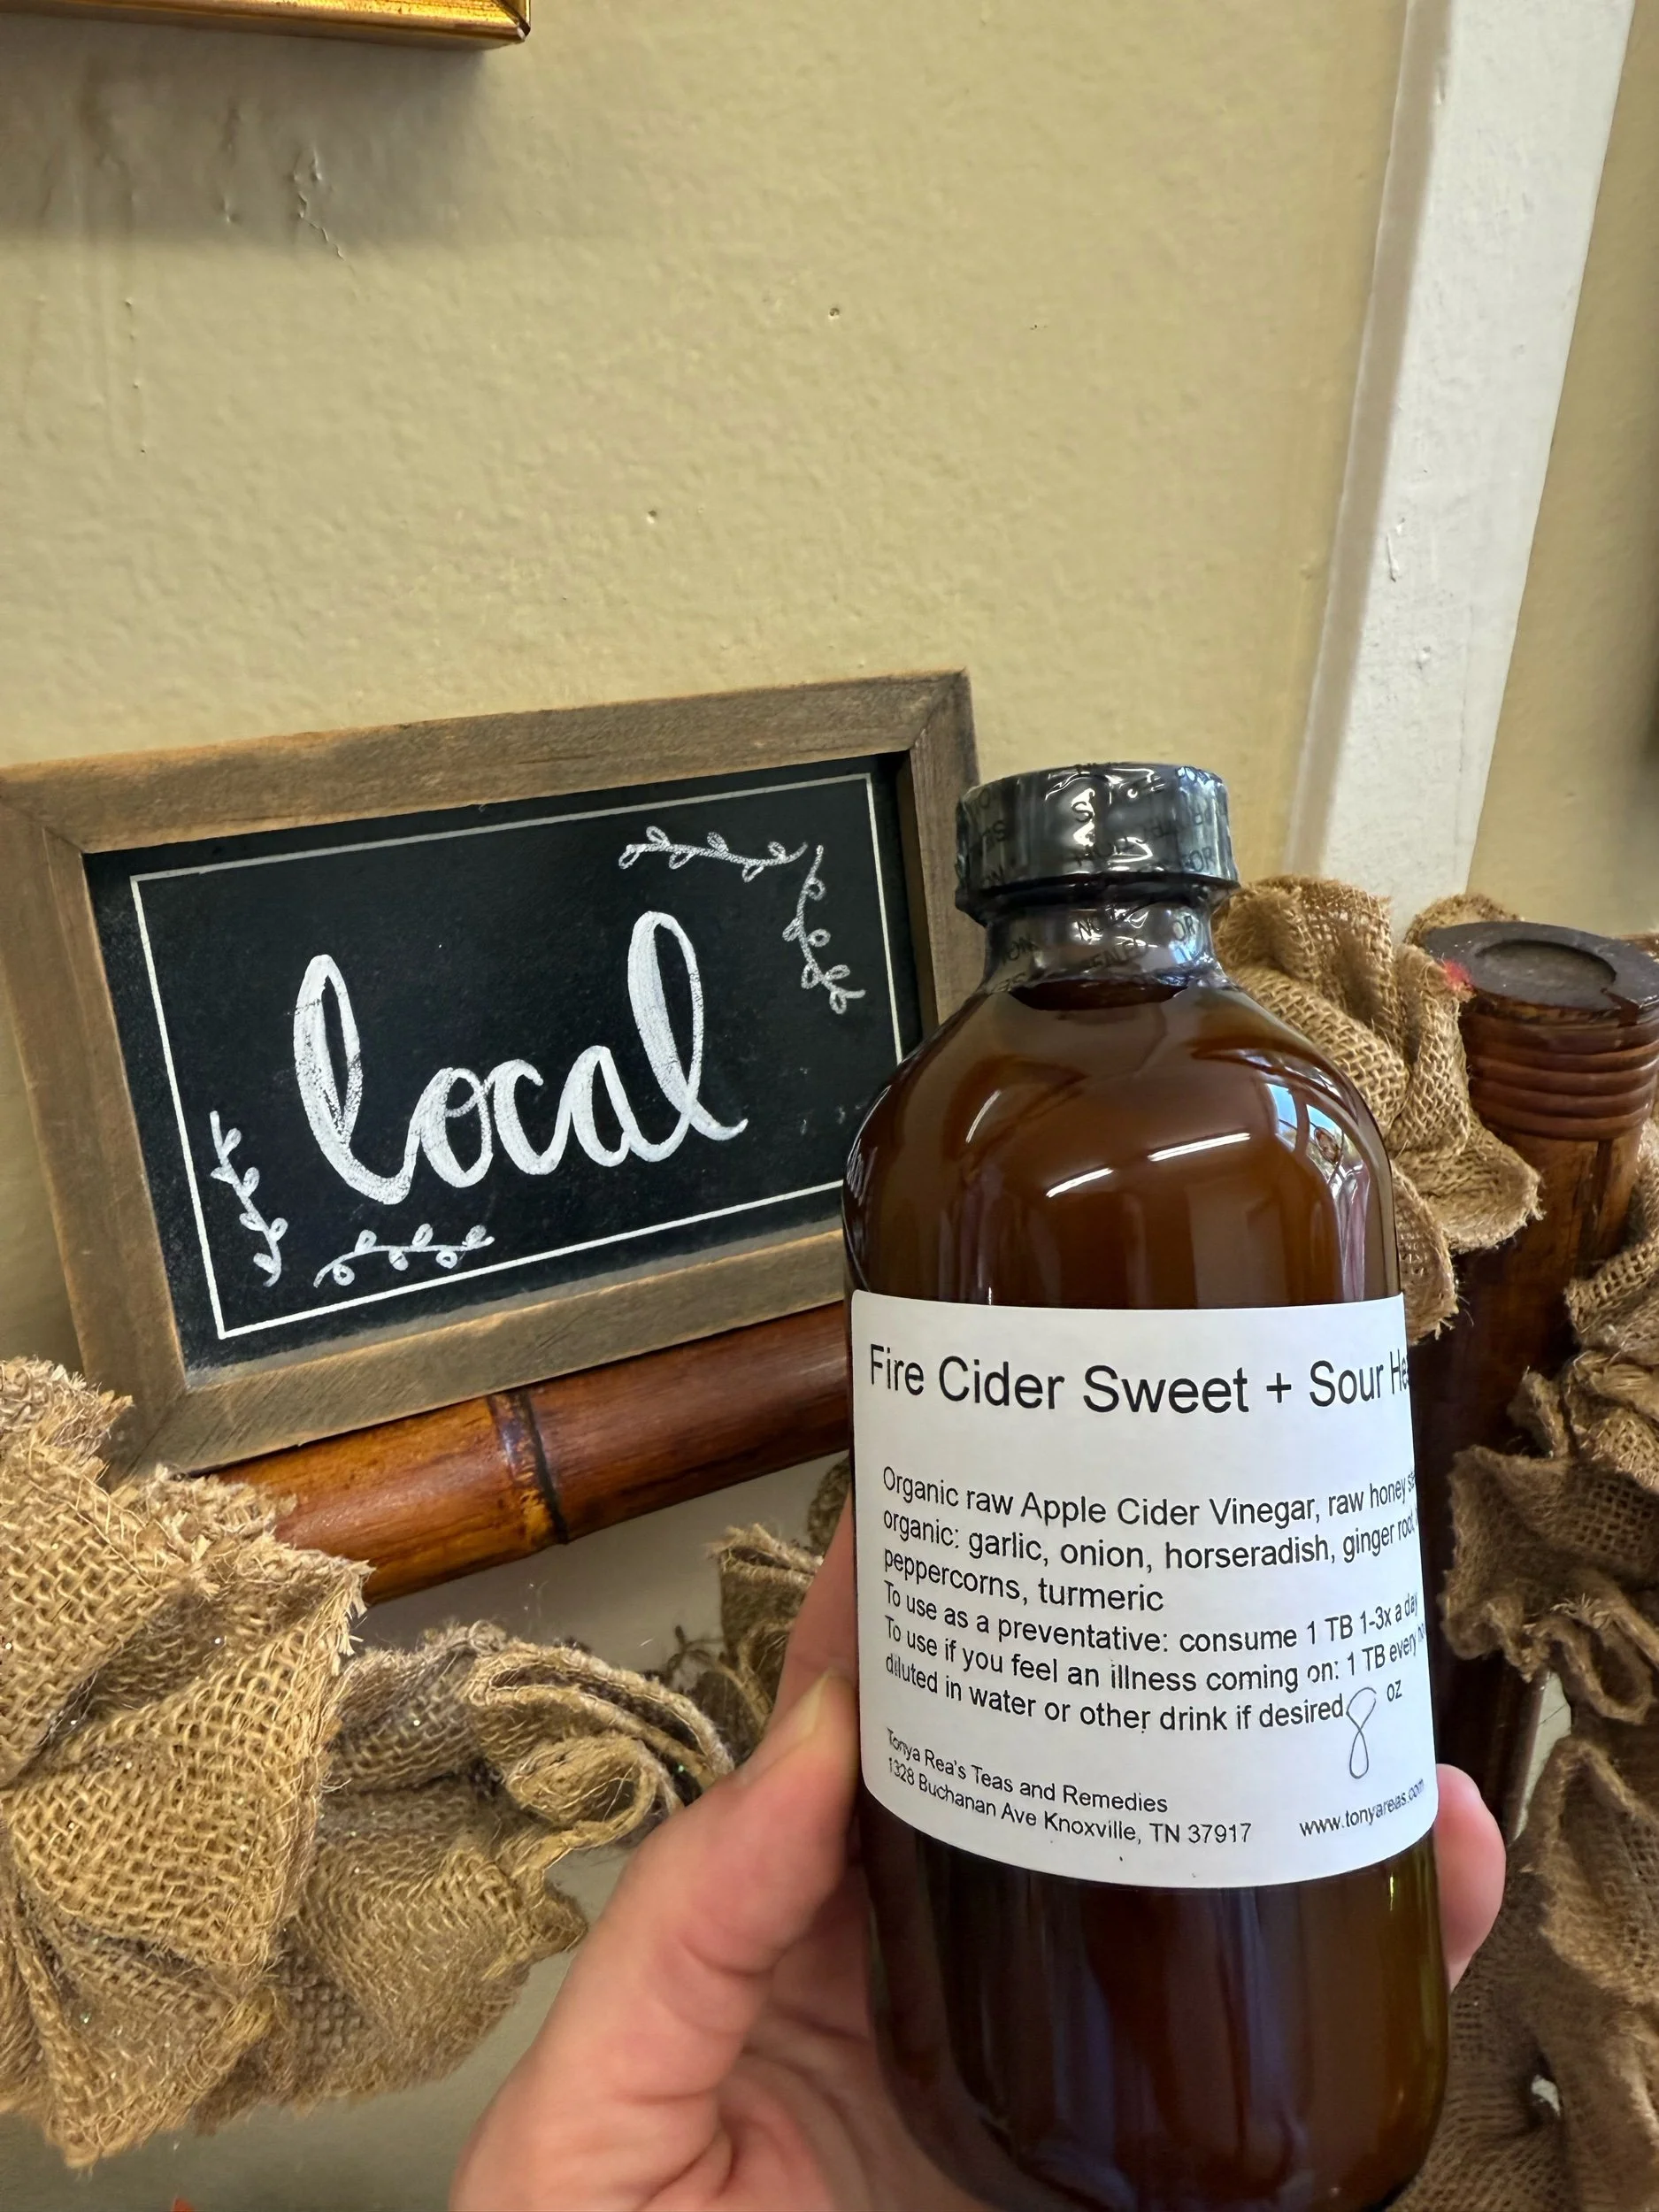 local
Fire Cider Sweet + Sour
Organic raw Apple Cider Vinegar, raw honey
organic: garlic, onion, horseradish, ginger root,
peppercorns, turmeric
To use as a preventative: consume 1 TB 1-3x a day
To use if you feel an illness coming on: 1 TB every
diluted in water or other drink if desired
8 oz
Tonya Rea's Teas and Remedies
1328 Buchanan Ave Knoxville, TN 37917
www.tonyareas.com